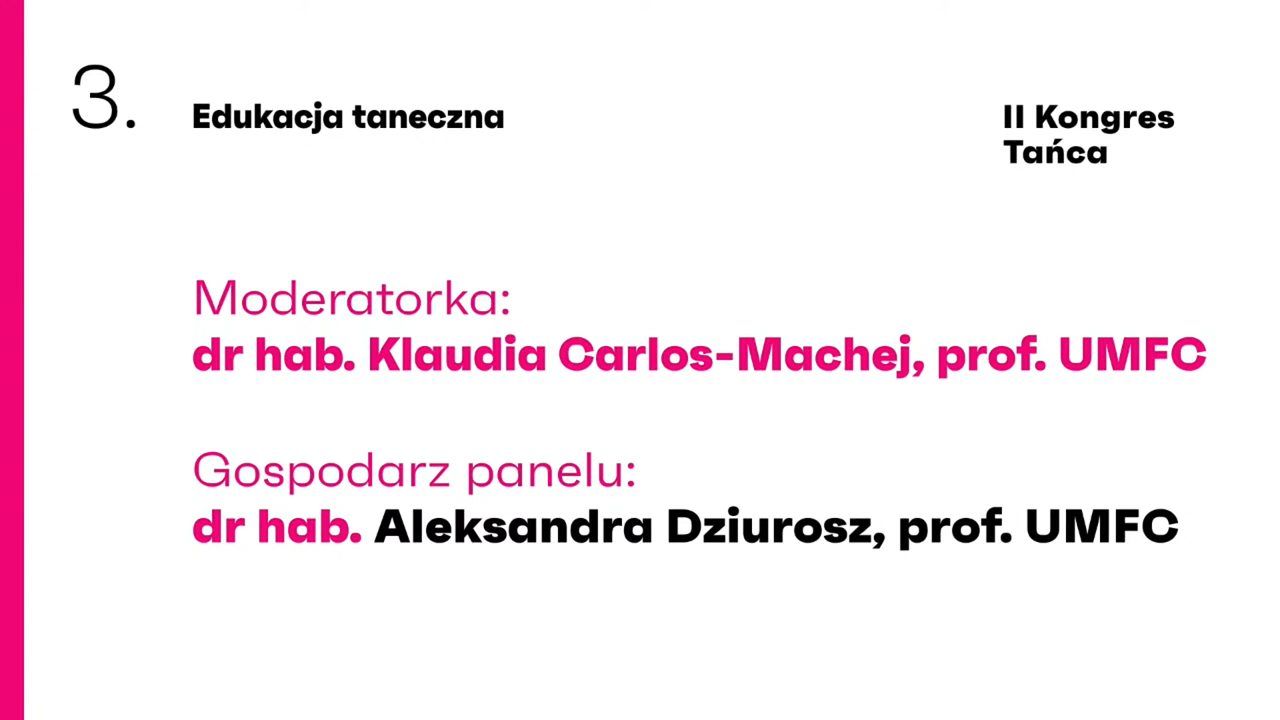 3.
Edukacja taneczna
II Kongres
Tańca
Moderatorka:
dr hab. Klaudia Carlos-Machej, prof. UMFC
Gospodarz panelu:
dr hab. Aleksandra Dziurosz, prof. UMFC